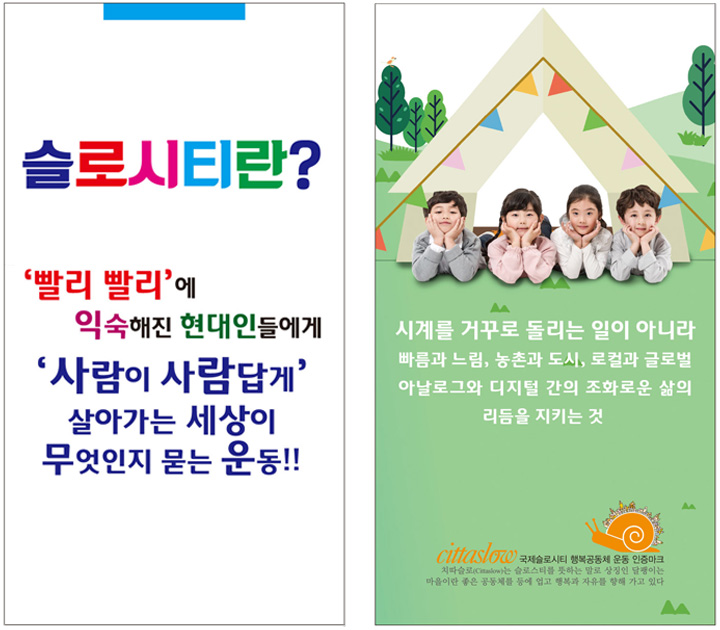 슬로시티란?
‘빨리 빨리’에
익숙해진 현대인들에게
‘사람이 사람답게’
살아가는 세상이
무엇인지 묻는 운동!!
시계를 거꾸로 돌리는 일이 아니라
빠름과 느림, 농촌과 도시, 로컬과 글로벌
아날로그와 디지털 간의 조화로운 삶의
리듬을 지키는 것
cittaslow 국제슬로시티 행복공동체 운동 인증마크
치따슬로(Cittaslow)는 슬로스티를 뜻하는 말로 상징인 달팽이는
마을이란 좋은 공동체를 등에 업고 행복과 자유를 향해 가고 있다